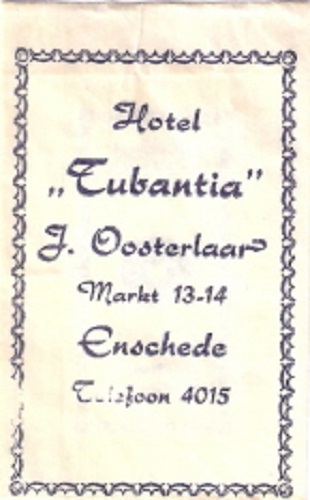 Hotel
„Tubantia”
J. Oosterlaar
Markt 13-14
Enschede
Telefoon 4015